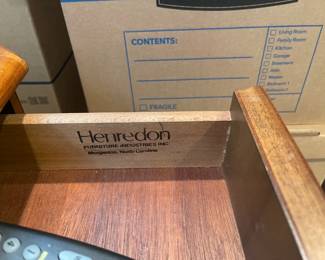 CONTENTS:
Living Room
Family Room
Kitchen
Garage
Basement
FRAGILE
Henredon
FURNITURE INDUSTRIES INC
Morganton, North Carolina